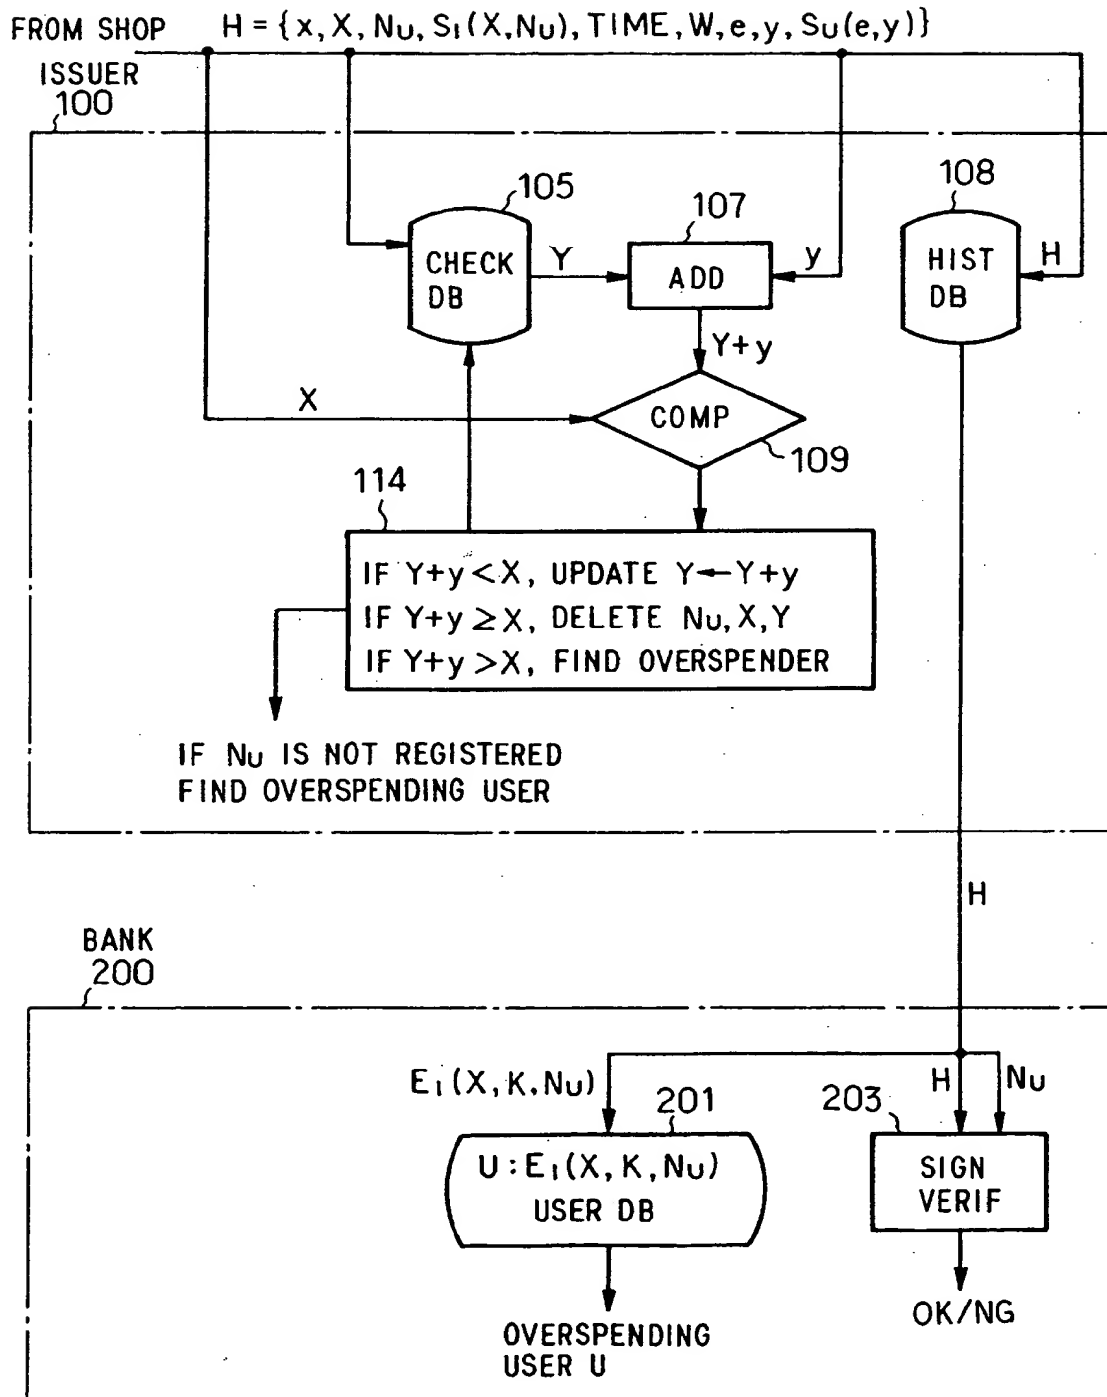 FROM SHOP H = {x, X, Nu, SI(X,Nu), TIME, W, e, y, SU(e,y)}
ISSUER
100
105
107
108
CHECK
DB
Y
ADD
y
HIST
DB
H
Y+y
X
COMP
109
114
IF Y+y < X, UPDATE Y←Y+y
IF Y+y ≥ X, DELETE Nu, X, Y
IF Y+y > X, FIND OVERSPENDER
IF Nu IS NOT REGISTERED
FIND OVERSPENDING USER
H
BANK
200
EI(X, K, Nu)
H
Nu
201
203
U : EI(X, K, Nu)
USER DB
SIGN
VERIF
OVERSPENDING
USER U
OK/NG